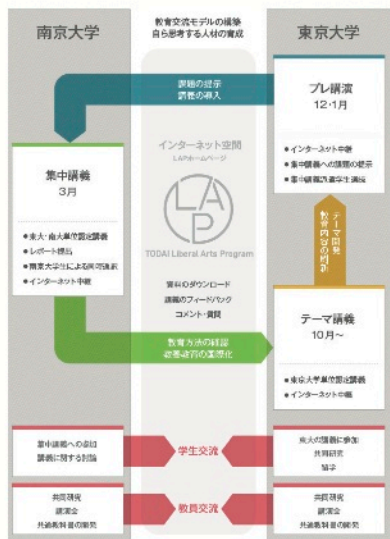 南京大学
教育交流モデルの構築
自ら思考する人材の育成
東京大学
課題の提示
講義の導入
プレ講演
12・1月
●インターネット中継
●集中講義への課題の提示
●集中講義派遣学生選抜
インターネット空間
LAPホームページ
LAP
TODAI Liberal Arts Program
資料のダウンロード
講義のフィードバック
コメント・質問
集中講義
3月
●東大・南大単位認定講義
●レポート提出
●南京大学生による
●インターネット中継
テーマ開発
教育内容の
テーマ講義
10月〜
●東京大学単位認定講義
●インターネット中継
教育方法の
教養教育の国際化
集中講義への参加
講義に関する討論
学生交流
東大の講義に参加
共同研究
留学
共同研究
講演会
共通教科書の開発
教員交流
共同研究
講演会
共通教科書の開発